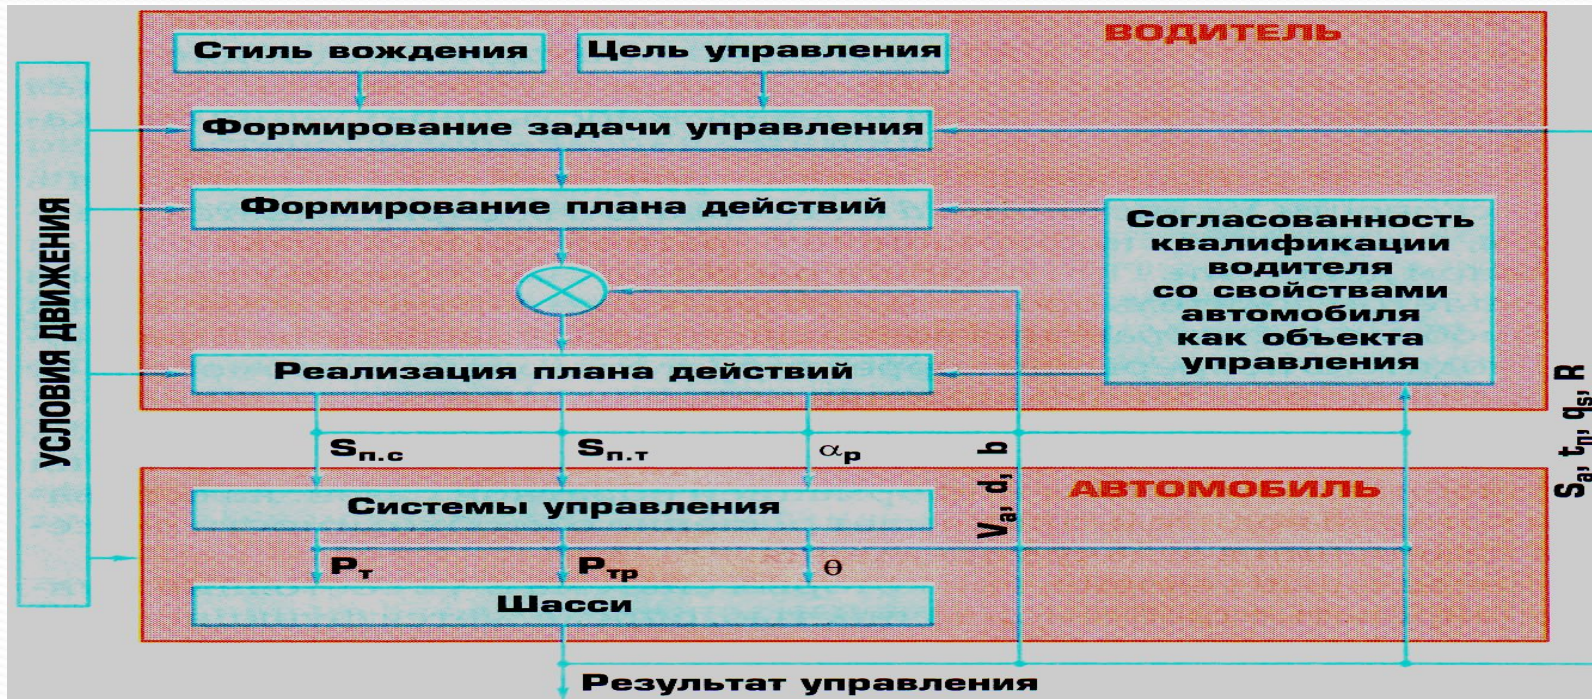 ВОДИТЕЛЬ
Стиль вождения
Цель управления
Формирование задачи управления
Формирование плана действий
Согласованность
квалификации
водителя
со свойствами
автомобиля
как объекта
управления
Реализация плана действий
УСЛОВИЯ ДВИЖЕНИЯ
Sп.с
Sп.т
αр
Vа, d, b
Sа, tп, qs, R
АВТОМОБИЛЬ
Системы управления
Pт
Pтр
θ
Шасси
Результат управления